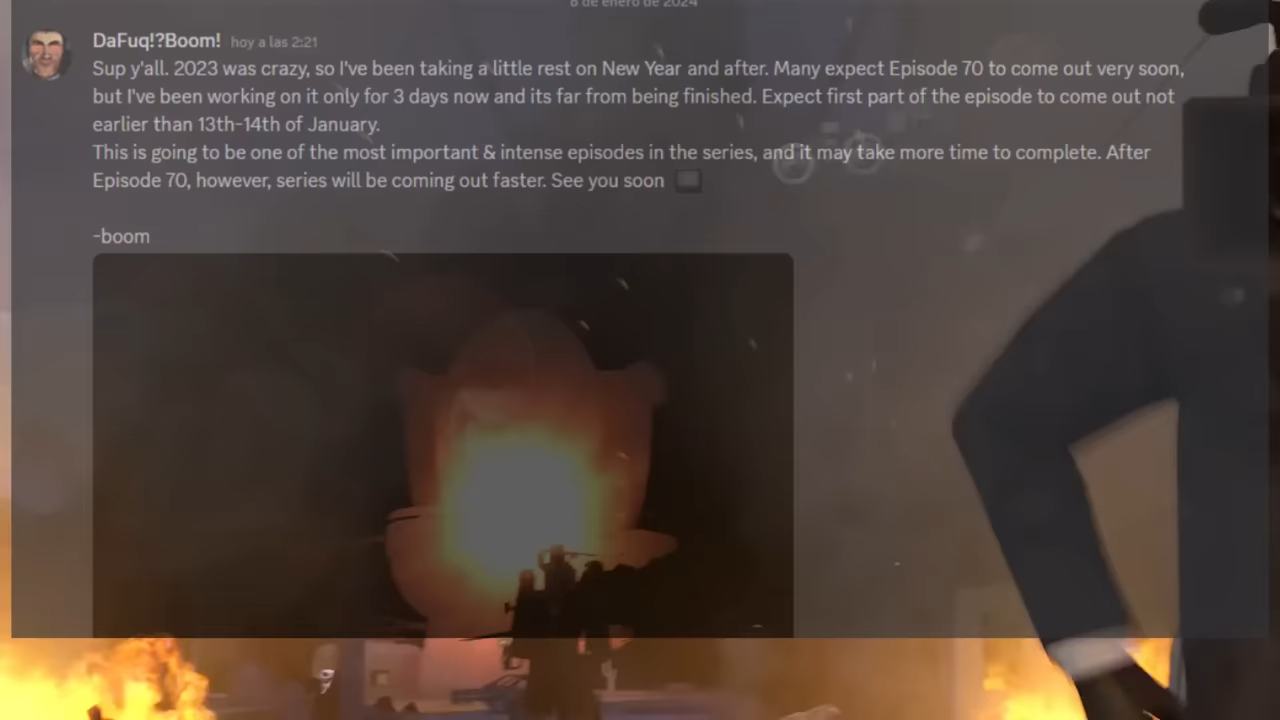 8 de enero de 2024
DaFuq!?Boom! hoy a las 2:21
Sup y'all. 2023 was crazy, so I've been taking a little rest on New Year and after. Many expect Episode 70 to come out very soon,
but I've been working on it only for 3 days now and its far from being finished. Expect first part of the episode to come out not
earlier than 13th-14th of January.
This is going to be one of the most important & intense episodes in the series, and it may take more time to complete. After
Episode 70, however, series will be coming out faster. See you soon
-boom